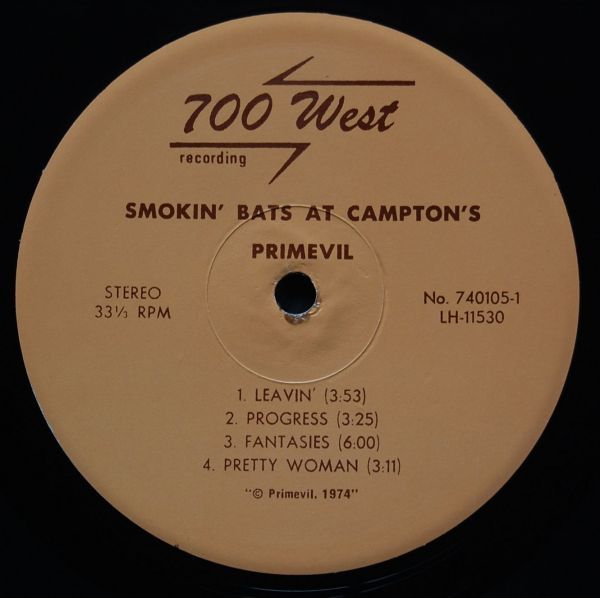 700 West
recording
SMOKIN' BATS AT CAMPTON'S
PRIMEVIL
STEREO
33⅓ RPM
No. 740105-1
LH-11530
1. LEAVIN' (3:53)
2. PROGRESS (3:25)
3. FANTASIES (6:00)
4. PRETTY WOMAN (3:11)
"© Primevil. 1974"